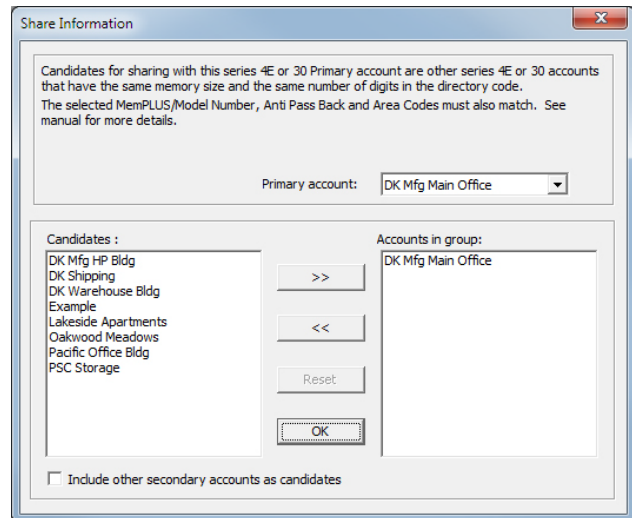 Share Information
Candidates for sharing with this series 4E or 30 Primary account are other series 4E or 30 accounts
that have the same memory size and the same number of digits in the directory code.
The selected MemPLUS/Model Number, Anti Pass Back and Area Codes must also match.  See
manual for more details.
Primary account: DK Mfg Main Office
Candidates :
DK Mfg HP Bldg
DK Shipping
DK Warehouse Bldg
Example
Lakeside Apartments
Oakwood Meadows
Pacific Office Bldg
PSC Storage
>>
<<
Reset
OK
Accounts in group:
DK Mfg Main Office
Include other secondary accounts as candidates